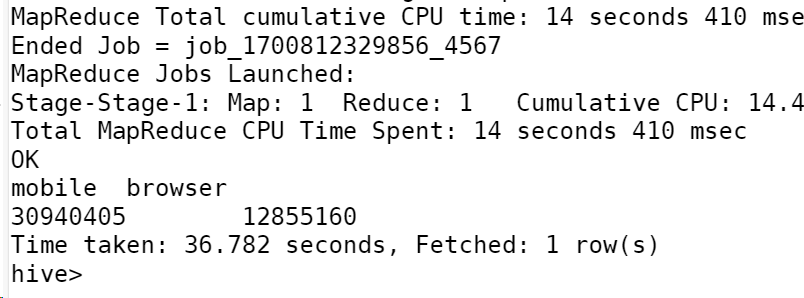 MapReduce Total cumulative CPU time: 14 seconds 410 mse
Ended Job = job_1700812329856_4567
MapReduce Jobs Launched:
Stage-Stage-1: Map: 1  Reduce: 1   Cumulative CPU: 14.4
Total MapReduce CPU Time Spent: 14 seconds 410 msec
OK
mobile  browser
30940405        12855160
Time taken: 36.782 seconds, Fetched: 1 row(s)
hive>